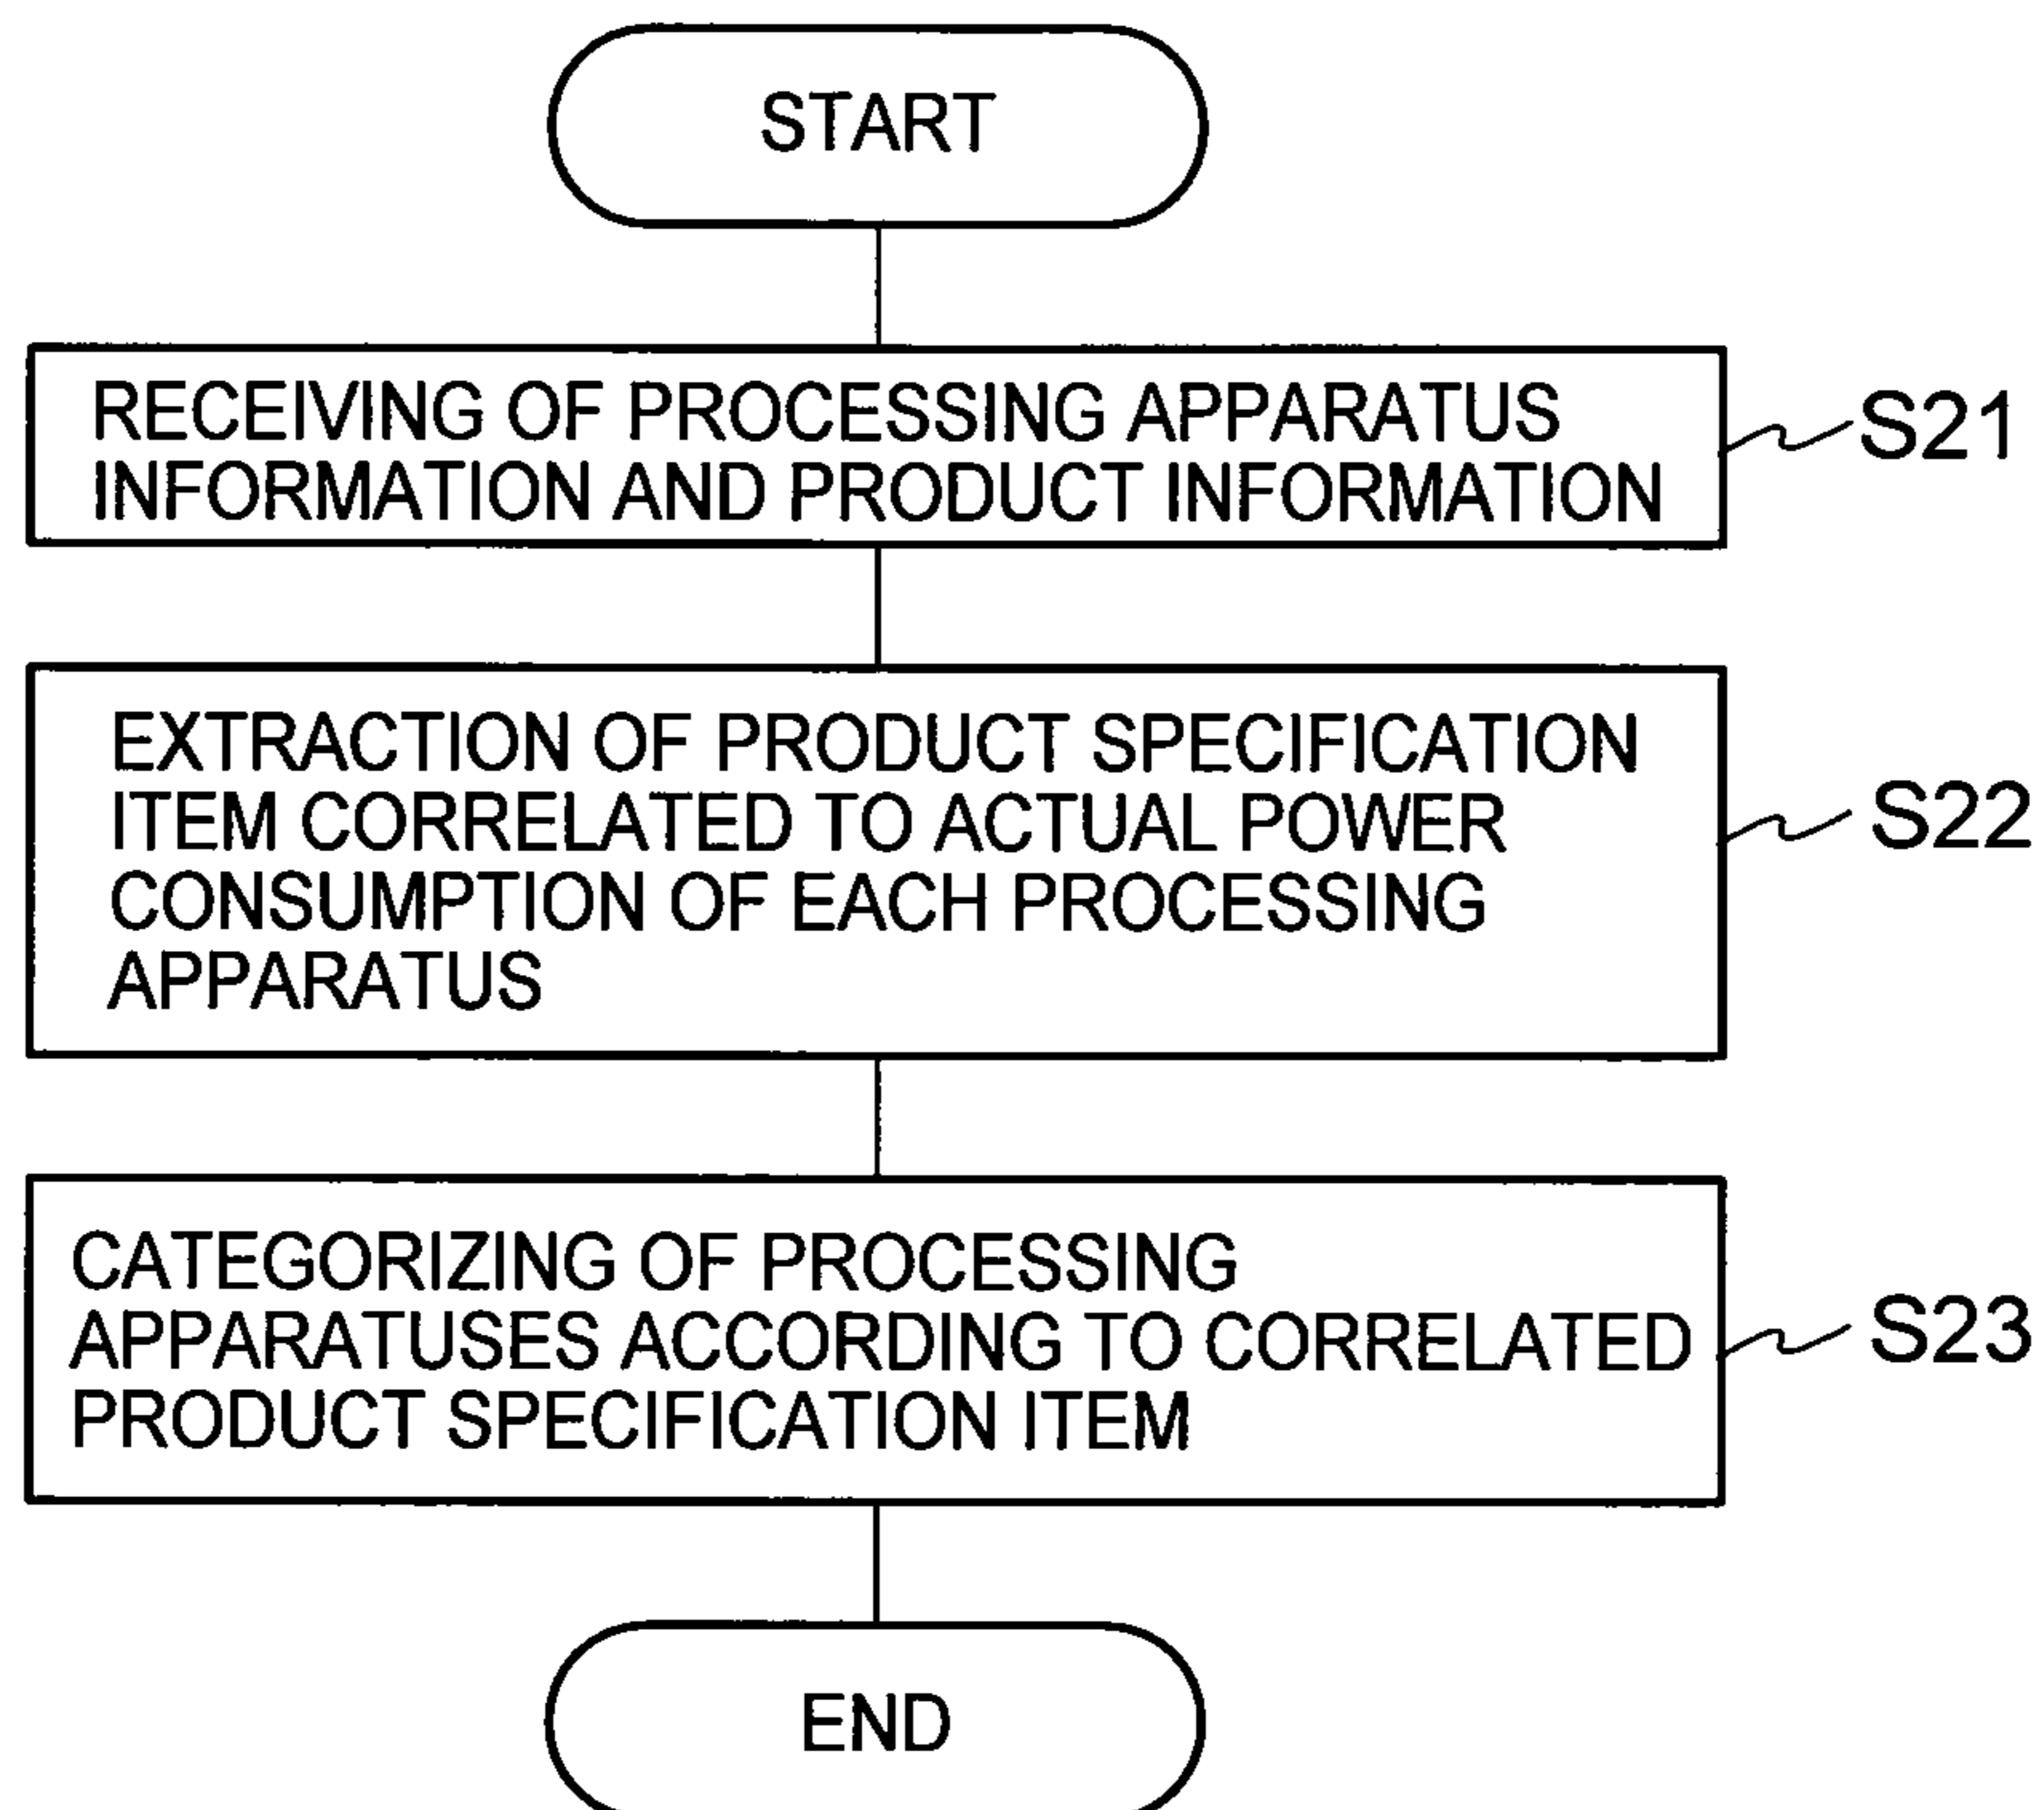 START
RECEIVING OF PROCESSING APPARATUS
INFORMATION AND PRODUCT INFORMATION
S21
EXTRACTION OF PRODUCT SPECIFICATION
ITEM CORRELATED TO ACTUAL POWER
CONSUMPTION OF EACH PROCESSING
APPARATUS
S22
CATEGORIZING OF PROCESSING
APPARATUSES ACCORDING TO CORRELATED
PRODUCT SPECIFICATION ITEM
S23
END